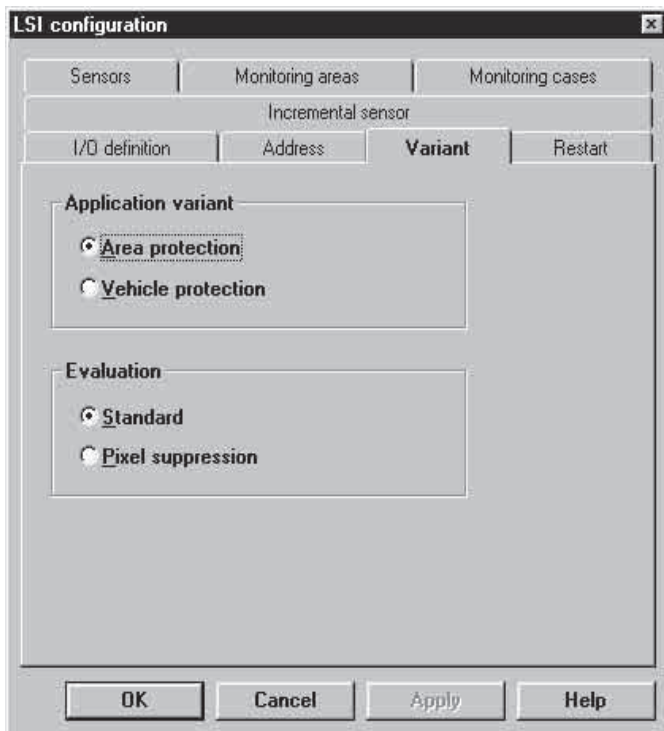 LSI configuration
Sensors Monitoring areas Monitoring cases
Incremental sensor
I/O definition Address Variant Restart
Application variant
Area protection
Vehicle protection
Evaluation
Standard
Pixel suppression
OK Cancel Apply Help